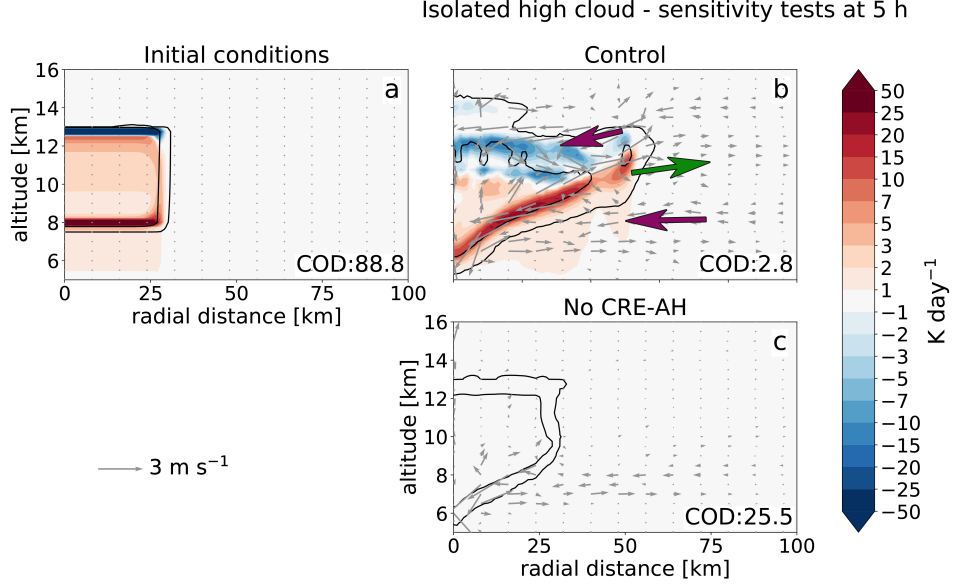 Isolated high cloud - sensitivity tests at 5 h
Initial conditions
Control
a
b
16
14
12
10
8
6
altitude [km]
COD:88.8
COD:2.8
0
25
50
75
100
radial distance [km]
No CRE-AH
c
16
14
12
10
8
6
altitude [km]
COD:25.5
0
25
50
75
100
radial distance [km]
3 m s⁻¹
50
25
20
15
10
7
5
3
2
1
−1
−2
−3
−5
−7
−10
−15
−20
−25
−50
K day⁻¹